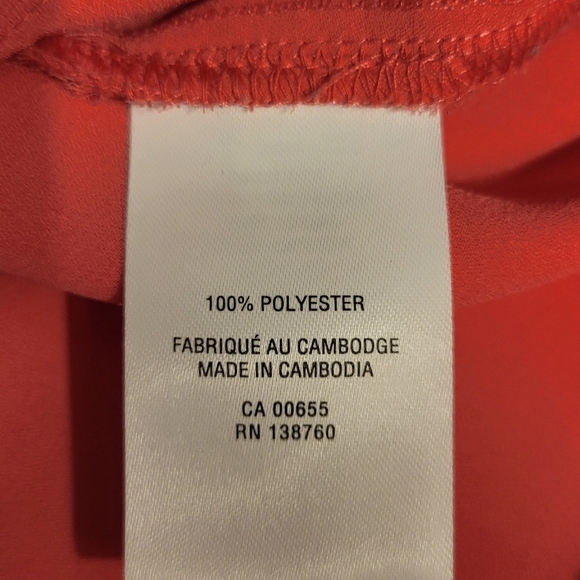 100% POLYESTER
FABRIQUÉ AU CAMBODGE
MADE IN CAMBODIA
CA 00655
RN 138760